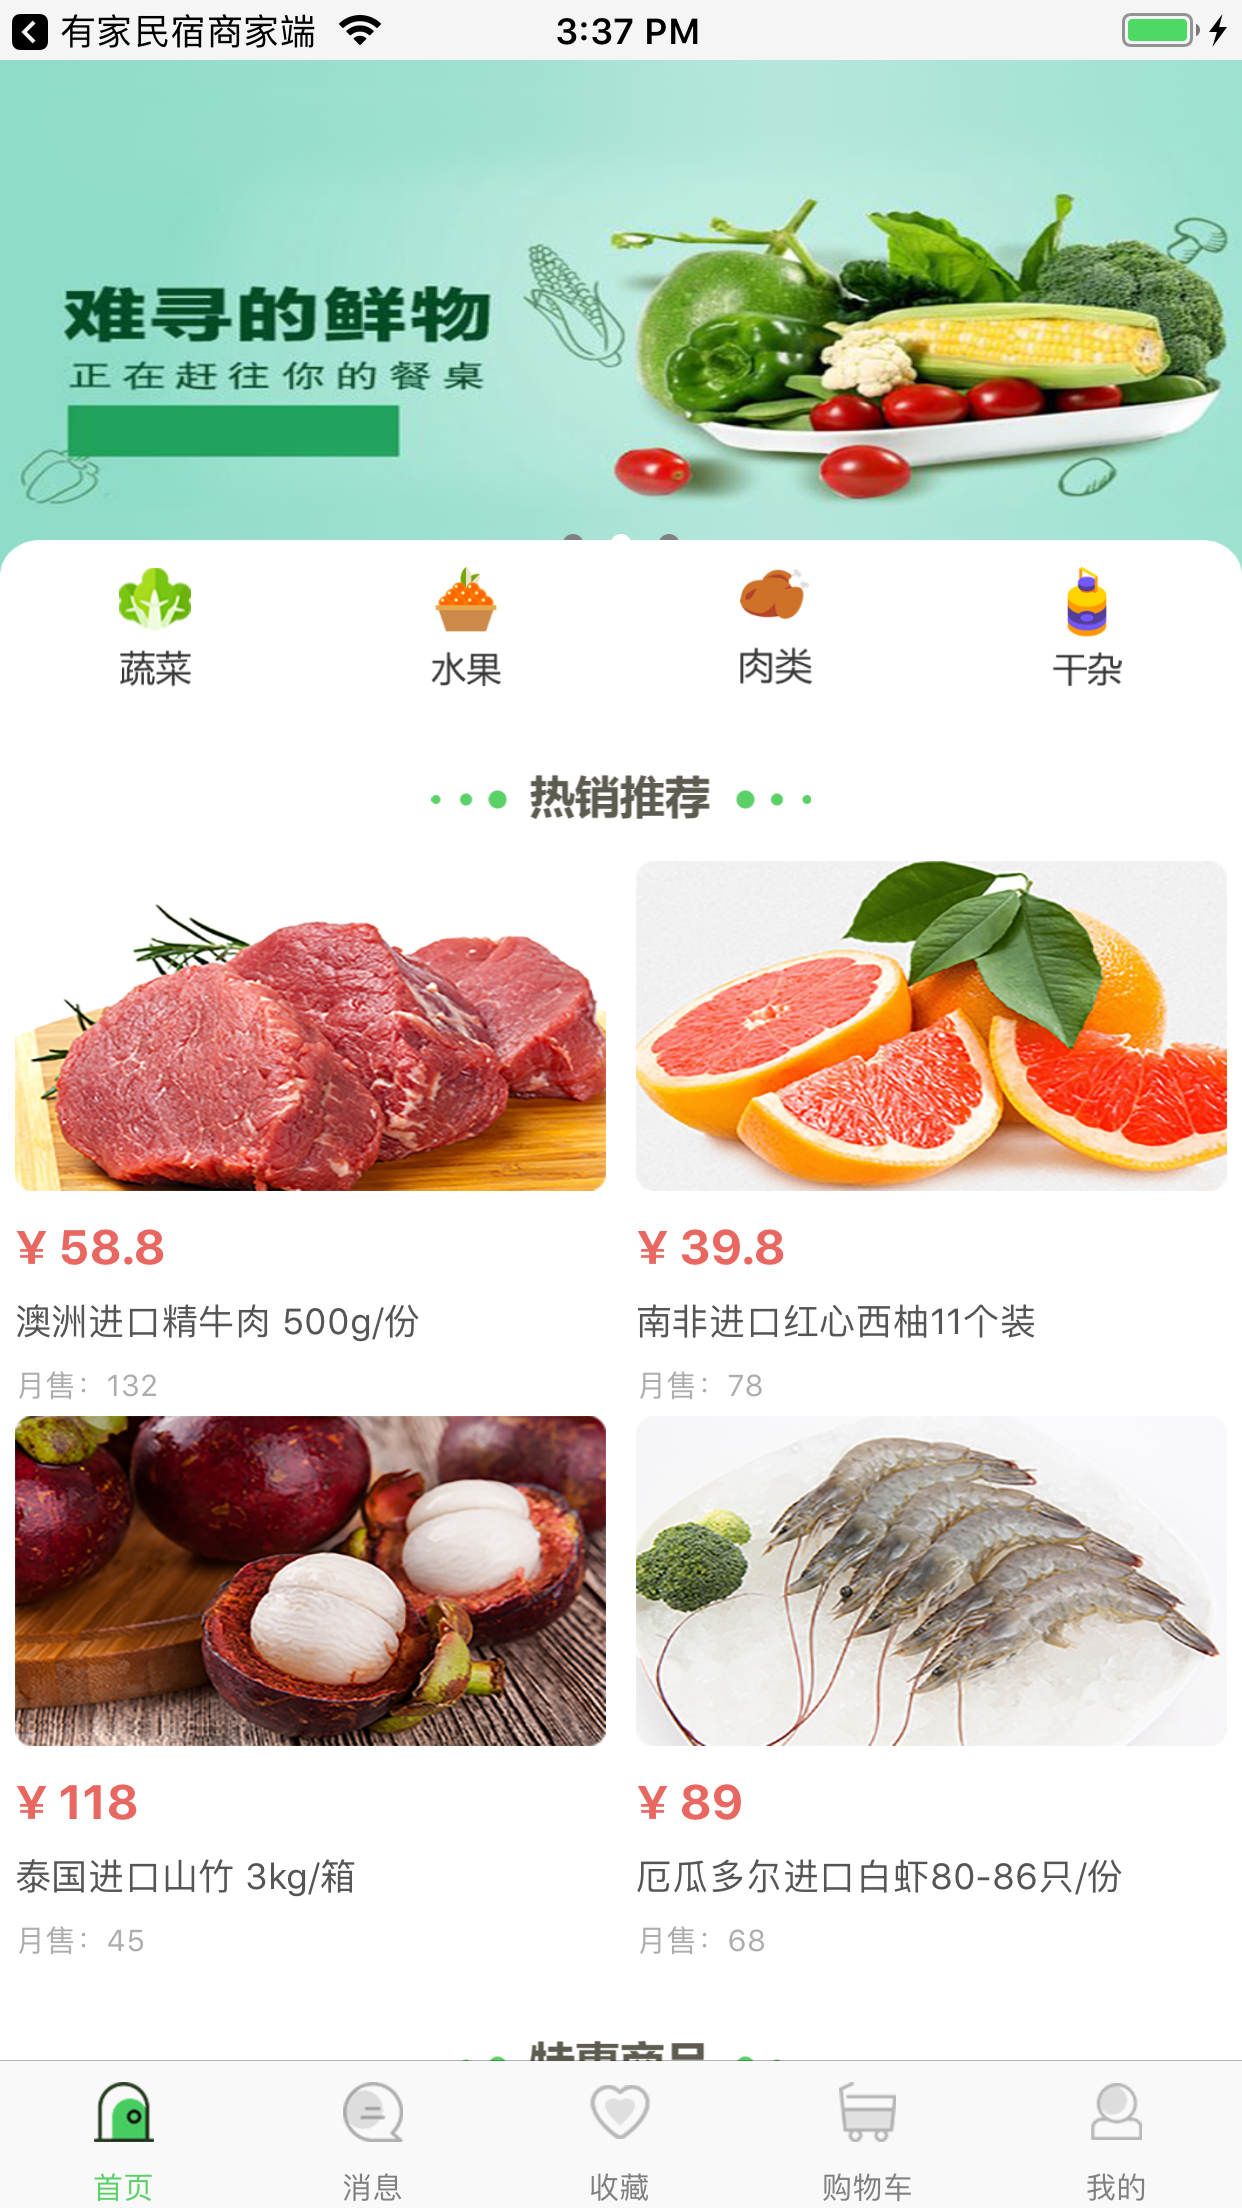 有家民宿商家端
3:37 PM
难寻的鲜物
正在赶往你的餐桌
蔬菜
水果
肉类
干杂
热销推荐
¥ 58.8
澳洲进口精牛肉 500g/份
月售：132
¥ 39.8
南非进口红心西柚11个装
月售：78
¥ 118
泰国进口山竹 3kg/箱
月售：45
¥ 89
厄瓜多尔进口白虾80-86只/份
月售：68
特惠商品
首页
消息
收藏
购物车
我的